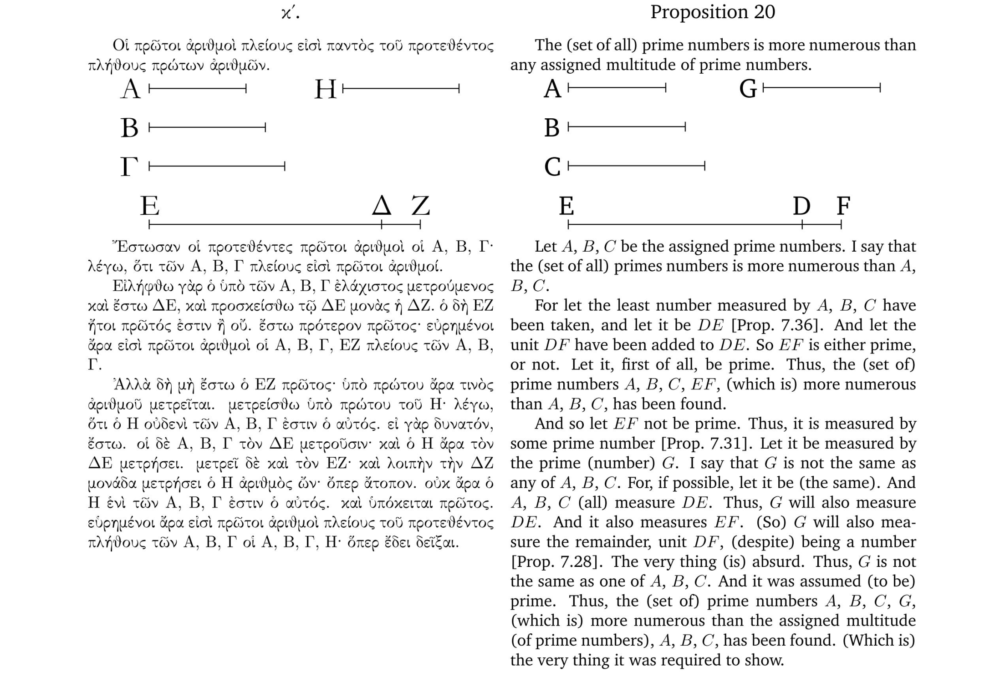 ϰʹ.
Οἱ πρῶτοι ἀριθμοὶ πλείους εἰσὶ παντὸς τοῦ προτεθέντος
πλήθους πρώτων ἀριθμῶν.
Α Η
Β
Γ
Ε Δ Ζ
῎Εστωσαν οἱ προτεθέντες πρῶτοι ἀριθμοὶ οἱ Α, Β, Γ·
λέγω, ὅτι τῶν Α, Β, Γ πλείους εἰσὶ πρῶτοι ἀριθμοί.
Εἰλήφθω γὰρ ὁ ὑπὸ τῶν Α, Β, Γ ἐλάχιστος μετρούμενος
καὶ ἔστω ΔΕ, καὶ προσκείσθω τῷ ΔΕ μονὰς ἡ ΔΖ. ὁ δὴ ΕΖ
ἤτοι πρῶτός ἐστιν ἢ οὔ. ἔστω πρότερον πρῶτος· εὐρημένοι
ἄρα εἰσὶ πρῶτοι ἀριθμοὶ οἱ Α, Β, Γ, ΕΖ πλείους τῶν Α, Β,
Γ.
Ἀλλὰ δὴ μὴ ἔστω ὁ ΕΖ πρῶτος· ὑπὸ πρώτου ἄρα τινὸς
ἀριθμοῦ μετρεῖται. μετρείσθω ὑπὸ πρώτου τοῦ Η· λέγω,
ὅτι ὁ Η οὐδενὶ τῶν Α, Β, Γ ἐστιν ὁ αὐτός. εἰ γὰρ δυνατόν,
ἔστω. οἱ δὲ Α, Β, Γ τὸν ΔΕ μετροῦσιν· καὶ ὁ Η ἄρα τὸν
ΔΕ μετρήσει. μετρεῖ δὲ καὶ τὸν ΕΖ· καὶ λοιπὴν τὴν ΔΖ
μονάδα μετρήσει ὁ Η ἀριθμὸς ὤν· ὅπερ ἄτοπον. οὐκ ἄρα ὁ
Η ἑνὶ τῶν Α, Β, Γ ἐστιν ὁ αὐτός. καὶ ὑπόκειται πρῶτος.
εὑρημένοι ἄρα εἰσὶ πρῶτοι ἀριθμοὶ πλείους τοῦ προτεθέντος
πλήθους τῶν Α, Β, Γ οἱ Α, Β, Γ, Η· ὅπερ ἔδει δεῖξαι.
Proposition 20
The (set of all) prime numbers is more numerous than
any assigned multitude of prime numbers.
A G
B
C
E D F
Let A, B, C be the assigned prime numbers. I say that
the (set of all) primes numbers is more numerous than A,
B, C.
For let the least number measured by A, B, C have
been taken, and let it be DE [Prop. 7.36]. And let the
unit DF have been added to DE. So EF is either prime,
or not. Let it, first of all, be prime. Thus, the (set of)
prime numbers A, B, C, EF, (which is) more numerous
than A, B, C, has been found.
And so let EF not be prime. Thus, it is measured by
some prime number [Prop. 7.31]. Let it be measured by
the prime (number) G. I say that G is not the same as
any of A, B, C. For, if possible, let it be (the same). And
A, B, C (all) measure DE. Thus, G will also measure
DE. And it also measures EF. (So) G will also mea-
sure the remainder, unit DF, (despite) being a number
[Prop. 7.28]. The very thing (is) absurd. Thus, G is not
the same as one of A, B, C. And it was assumed (to be)
prime. Thus, the (set of) prime numbers A, B, C, G,
(which is) more numerous than the assigned multitude
(of prime numbers), A, B, C, has been found. (Which is)
the very thing it was required to show.